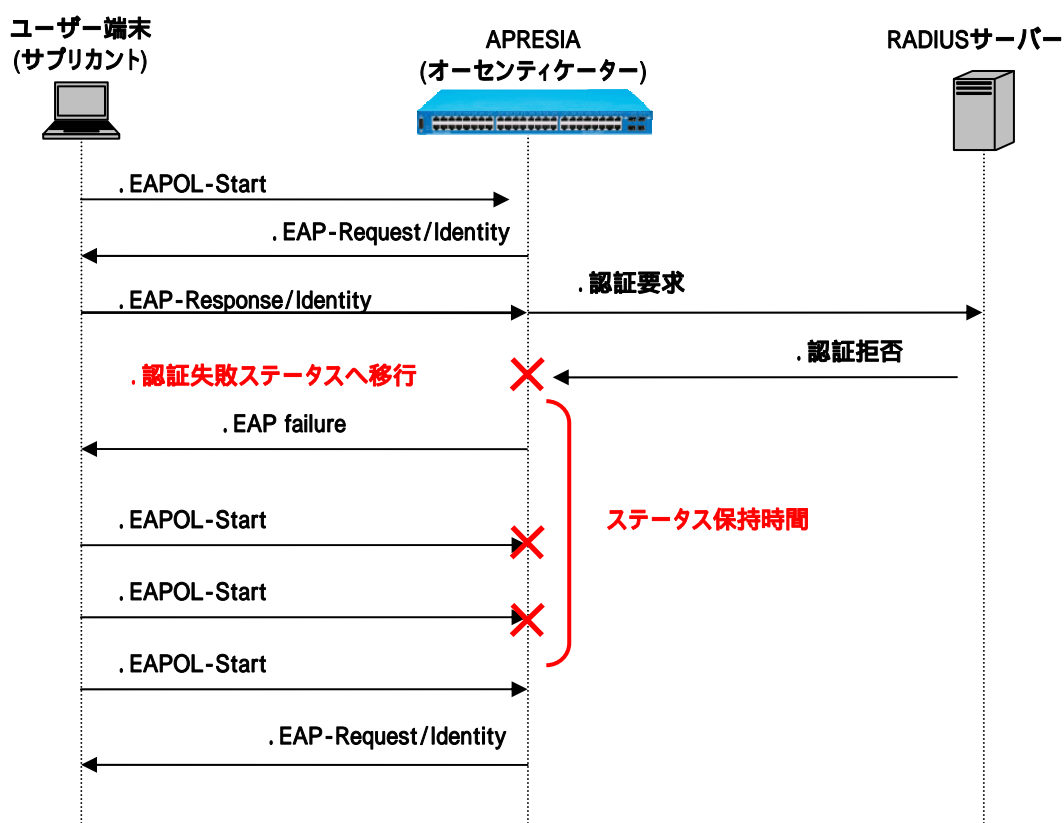 ユーザー端末
(サプリカント)
APRESIA
(オーセンティケーター)
RADIUSサーバー
. EAPOL-Start
. EAP-Request/Identity
. EAP-Response/Identity
. 認証要求
. 認証拒否
. 認証失敗ステータスへ移行
. EAP failure
. EAPOL-Start
ステータス保持時間
. EAPOL-Start
. EAPOL-Start
. EAP-Request/Identity